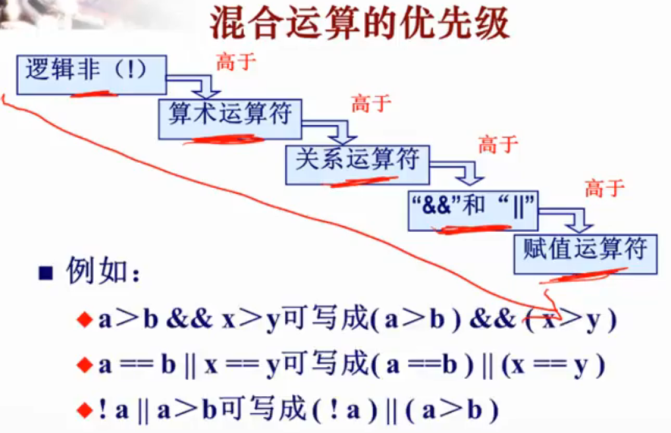 混合运算的优先级
逻辑非（!）
高于
算术运算符
高于
关系运算符
高于
“&&”和“||”
高于
赋值运算符
■ 例如：
◆a＞b && x＞y可写成( a＞b ) && ( x＞y )
◆a == b || x == y可写成( a ==b ) || (x == y )
◆! a || a＞b可写成( ! a ) || ( a＞b )